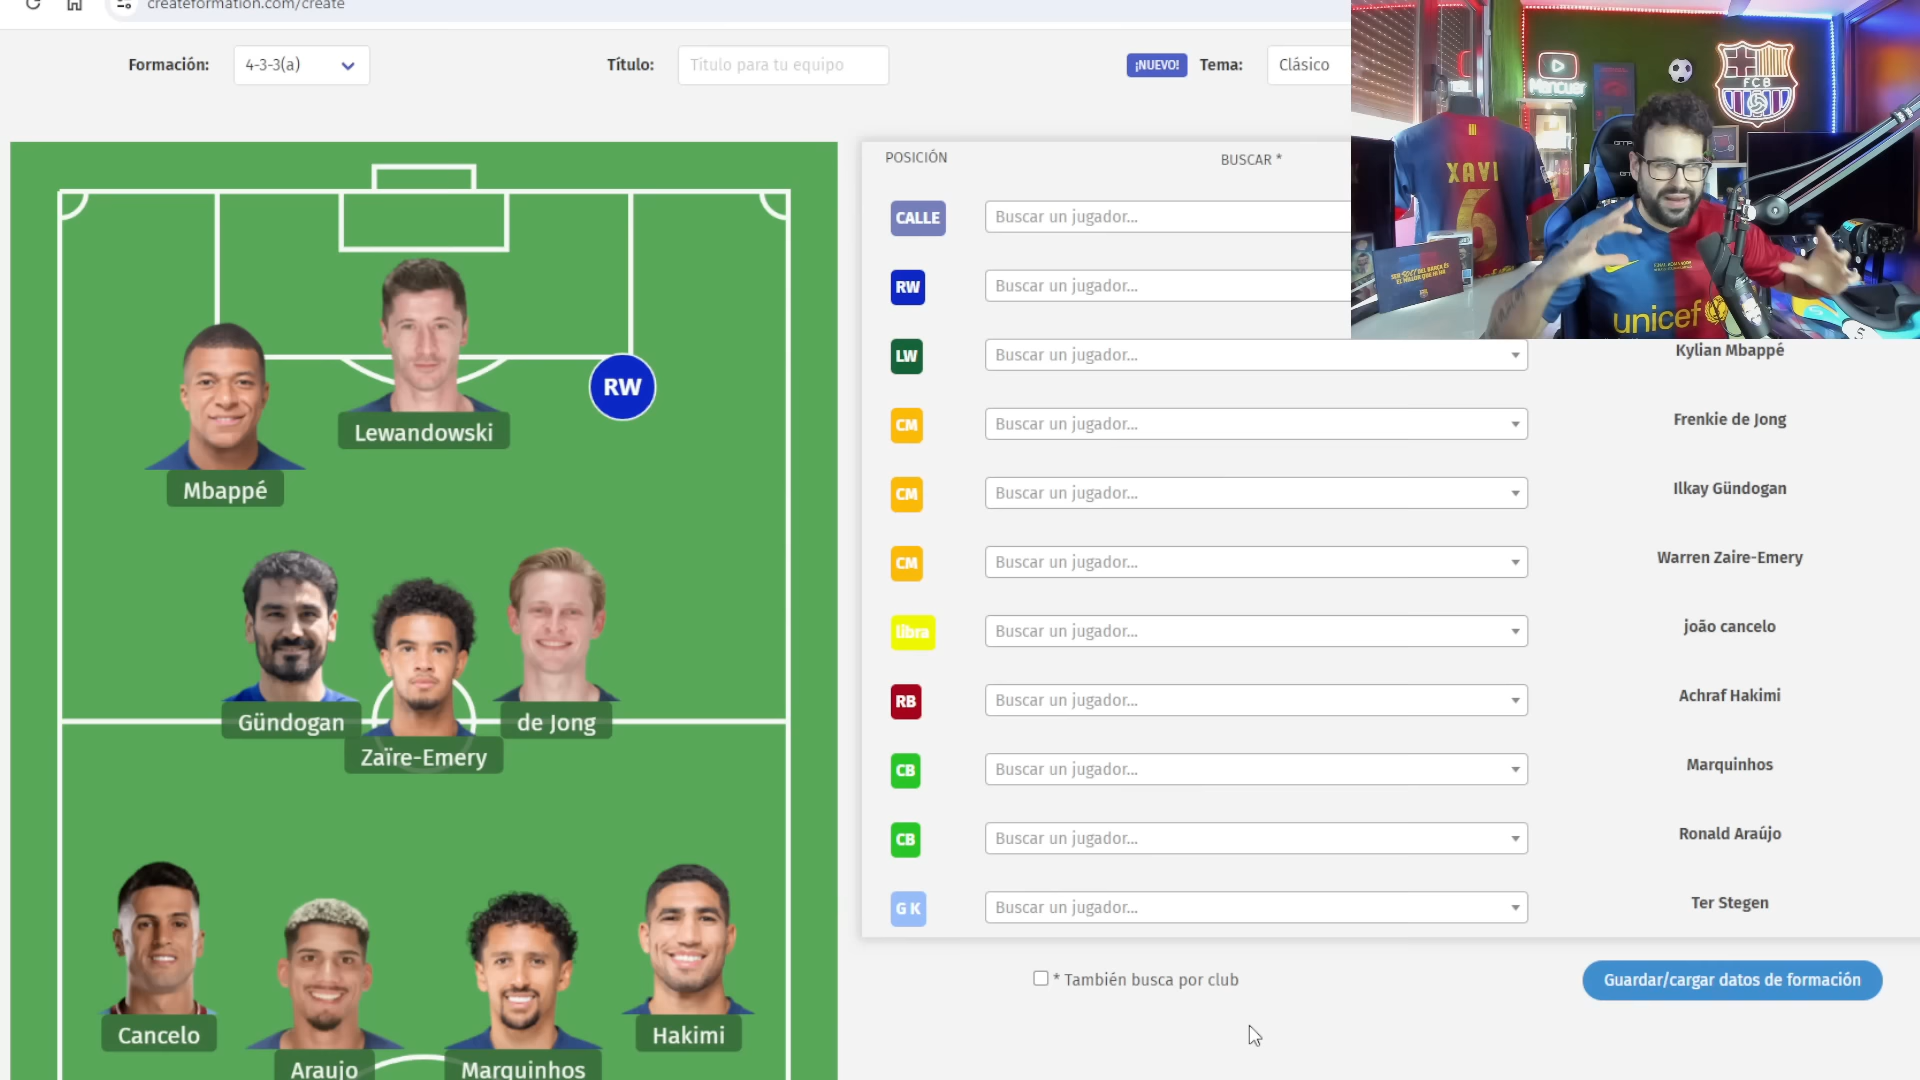 createformation.com/create
Formación:
4-3-3(a)
Título:
Título para tu equipo
¡NUEVO!
Tema:
Clásico
POSICIÓN
BUSCAR *
CALLE
Buscar un jugador...
RW
Buscar un jugador...
LW
Buscar un jugador...
Kylian Mbappé
CM
Buscar un jugador...
Frenkie de Jong
CM
Buscar un jugador...
Ilkay Gündogan
CM
Buscar un jugador...
Warren Zaire-Emery
libra
Buscar un jugador...
joão cancelo
RB
Buscar un jugador...
Achraf Hakimi
CB
Buscar un jugador...
Marquinhos
CB
Buscar un jugador...
Ronald Araújo
G K
Buscar un jugador...
Ter Stegen
* También busca por club
Guardar/cargar datos de formación
RW
Lewandowski
Mbappé
Gündogan
Zaïre-Emery
de Jong
Cancelo
Araujo
Marquinhos
Hakimi
XAVI
6
Mancuer
FCB
unicef